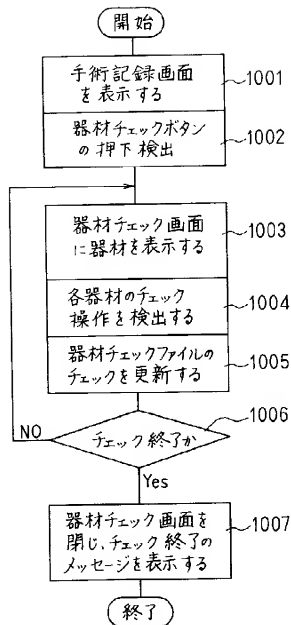 開始
手術記録画面
を表示する
1001
器材チェックボタン
の押下検出
1002
器材チェック画面
に器材を表示する
1003
各器材のチェック
操作を検出する
1004
器材チェックファイルの
チェックを更新する
1005
チェック終了か
1006
NO
Yes
器材チェック画面を
閉じ、チェック終了の
メッセージを表示する
1007
終了